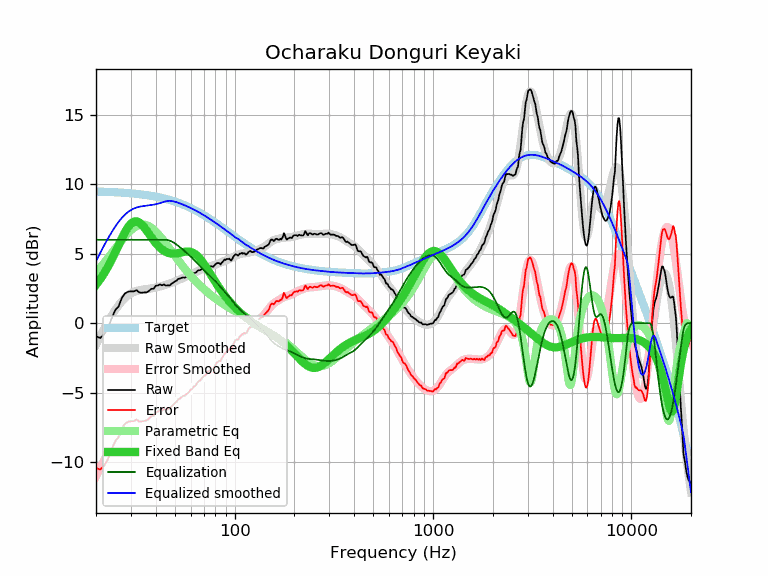 Ocharaku Donguri Keyaki
Amplitude (dBr)
15
10
5
0
−5
−10
Target
Raw Smoothed
Error Smoothed
Raw
Error
Parametric Eq
Fixed Band Eq
Equalization
Equalized smoothed
100
1000
10000
Frequency (Hz)